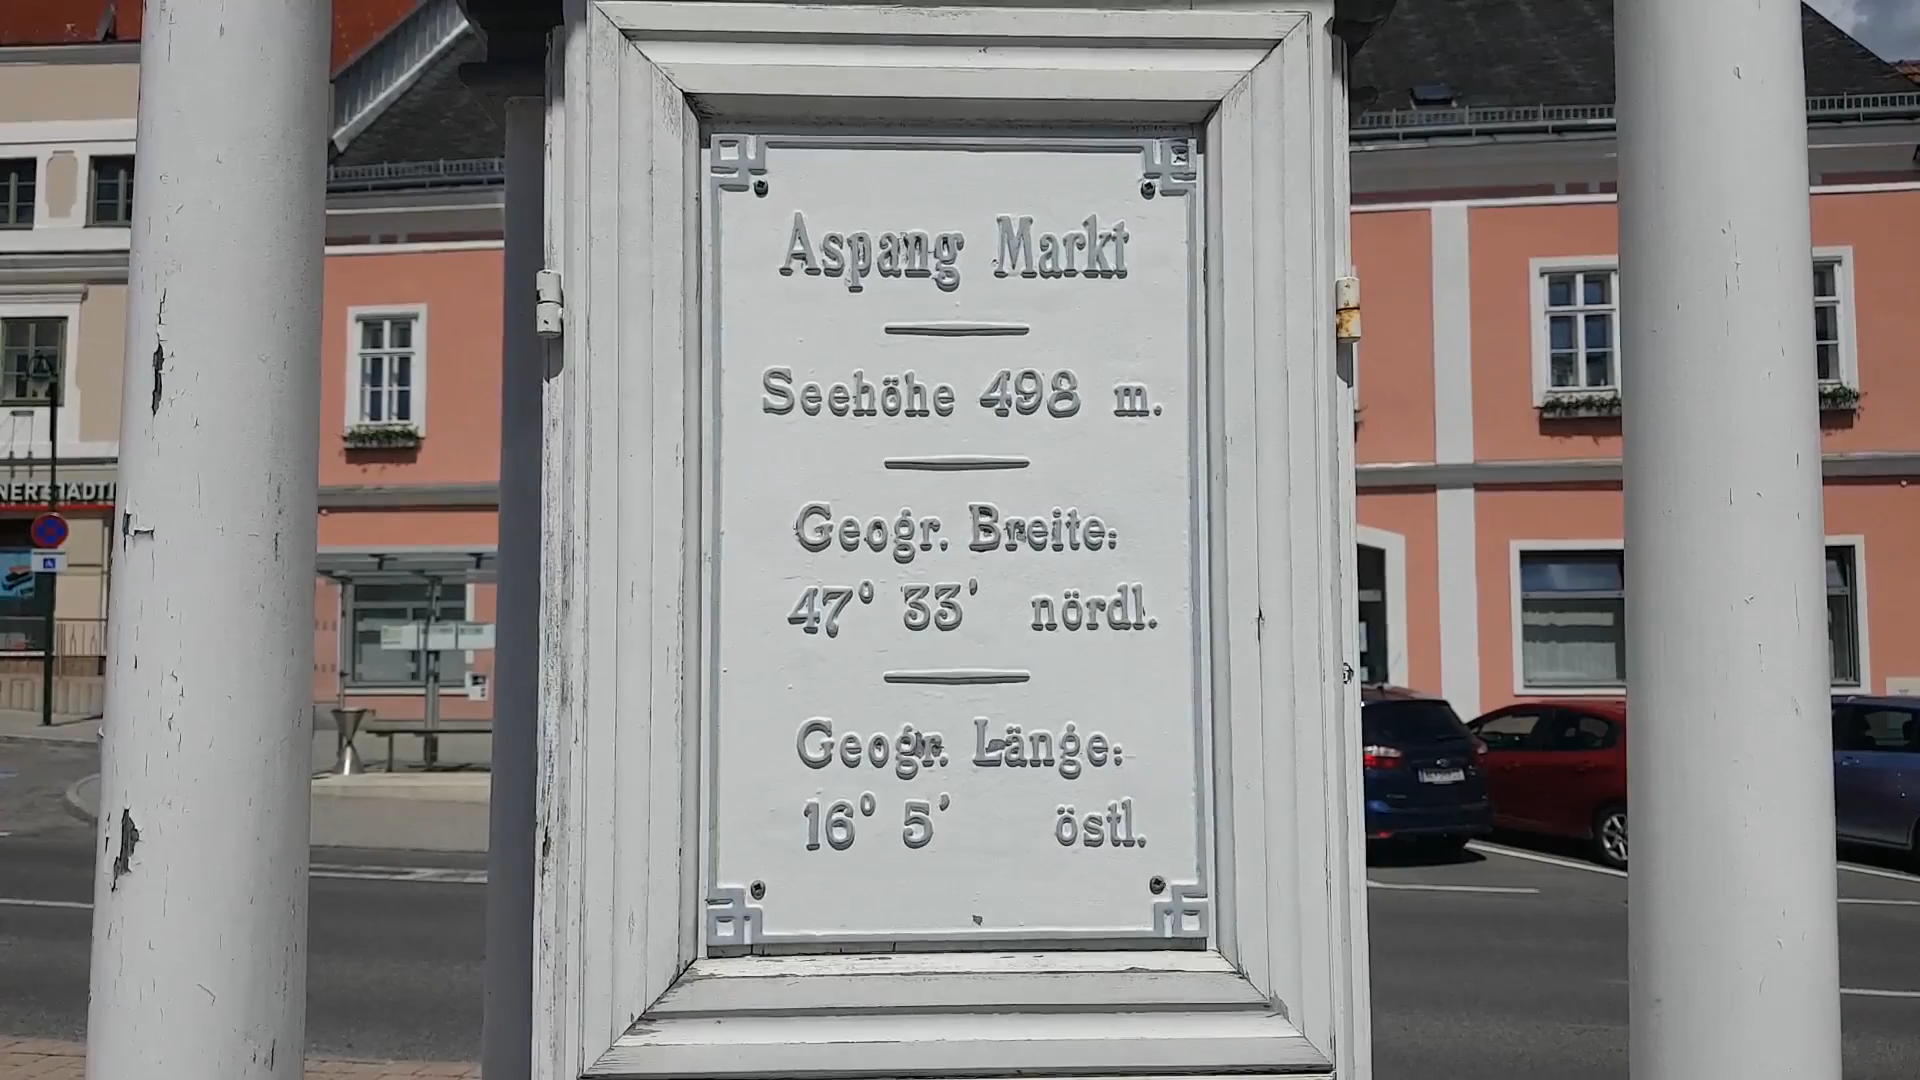 Aspang Markt
Seehöhe 498 m.
Geogr. Breite:
47° 33' nördl.
Geogr. Länge:
16° 5' östl.